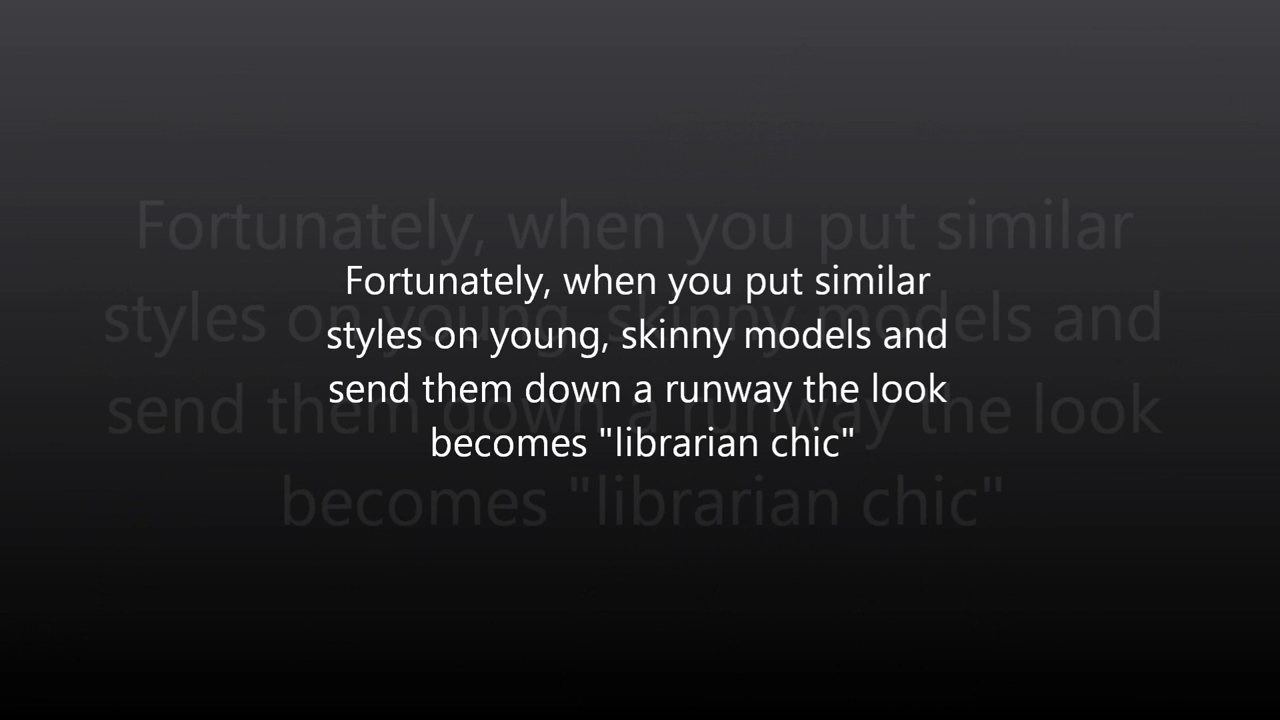 Fortunately, when you put similar
styles on young, skinny models and
send them down a runway the look
becomes "librarian chic"